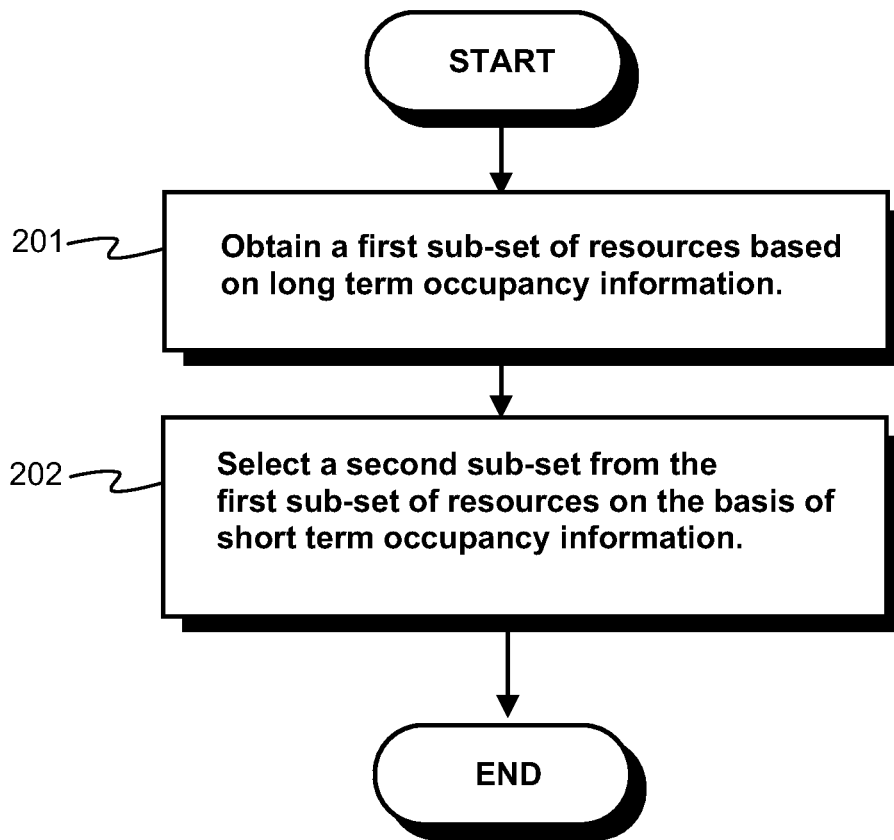 START
201
Obtain a first sub-set of resources based
on long term occupancy information.
202
Select a second sub-set from the
first sub-set of resources on the basis of
short term occupancy information.
END